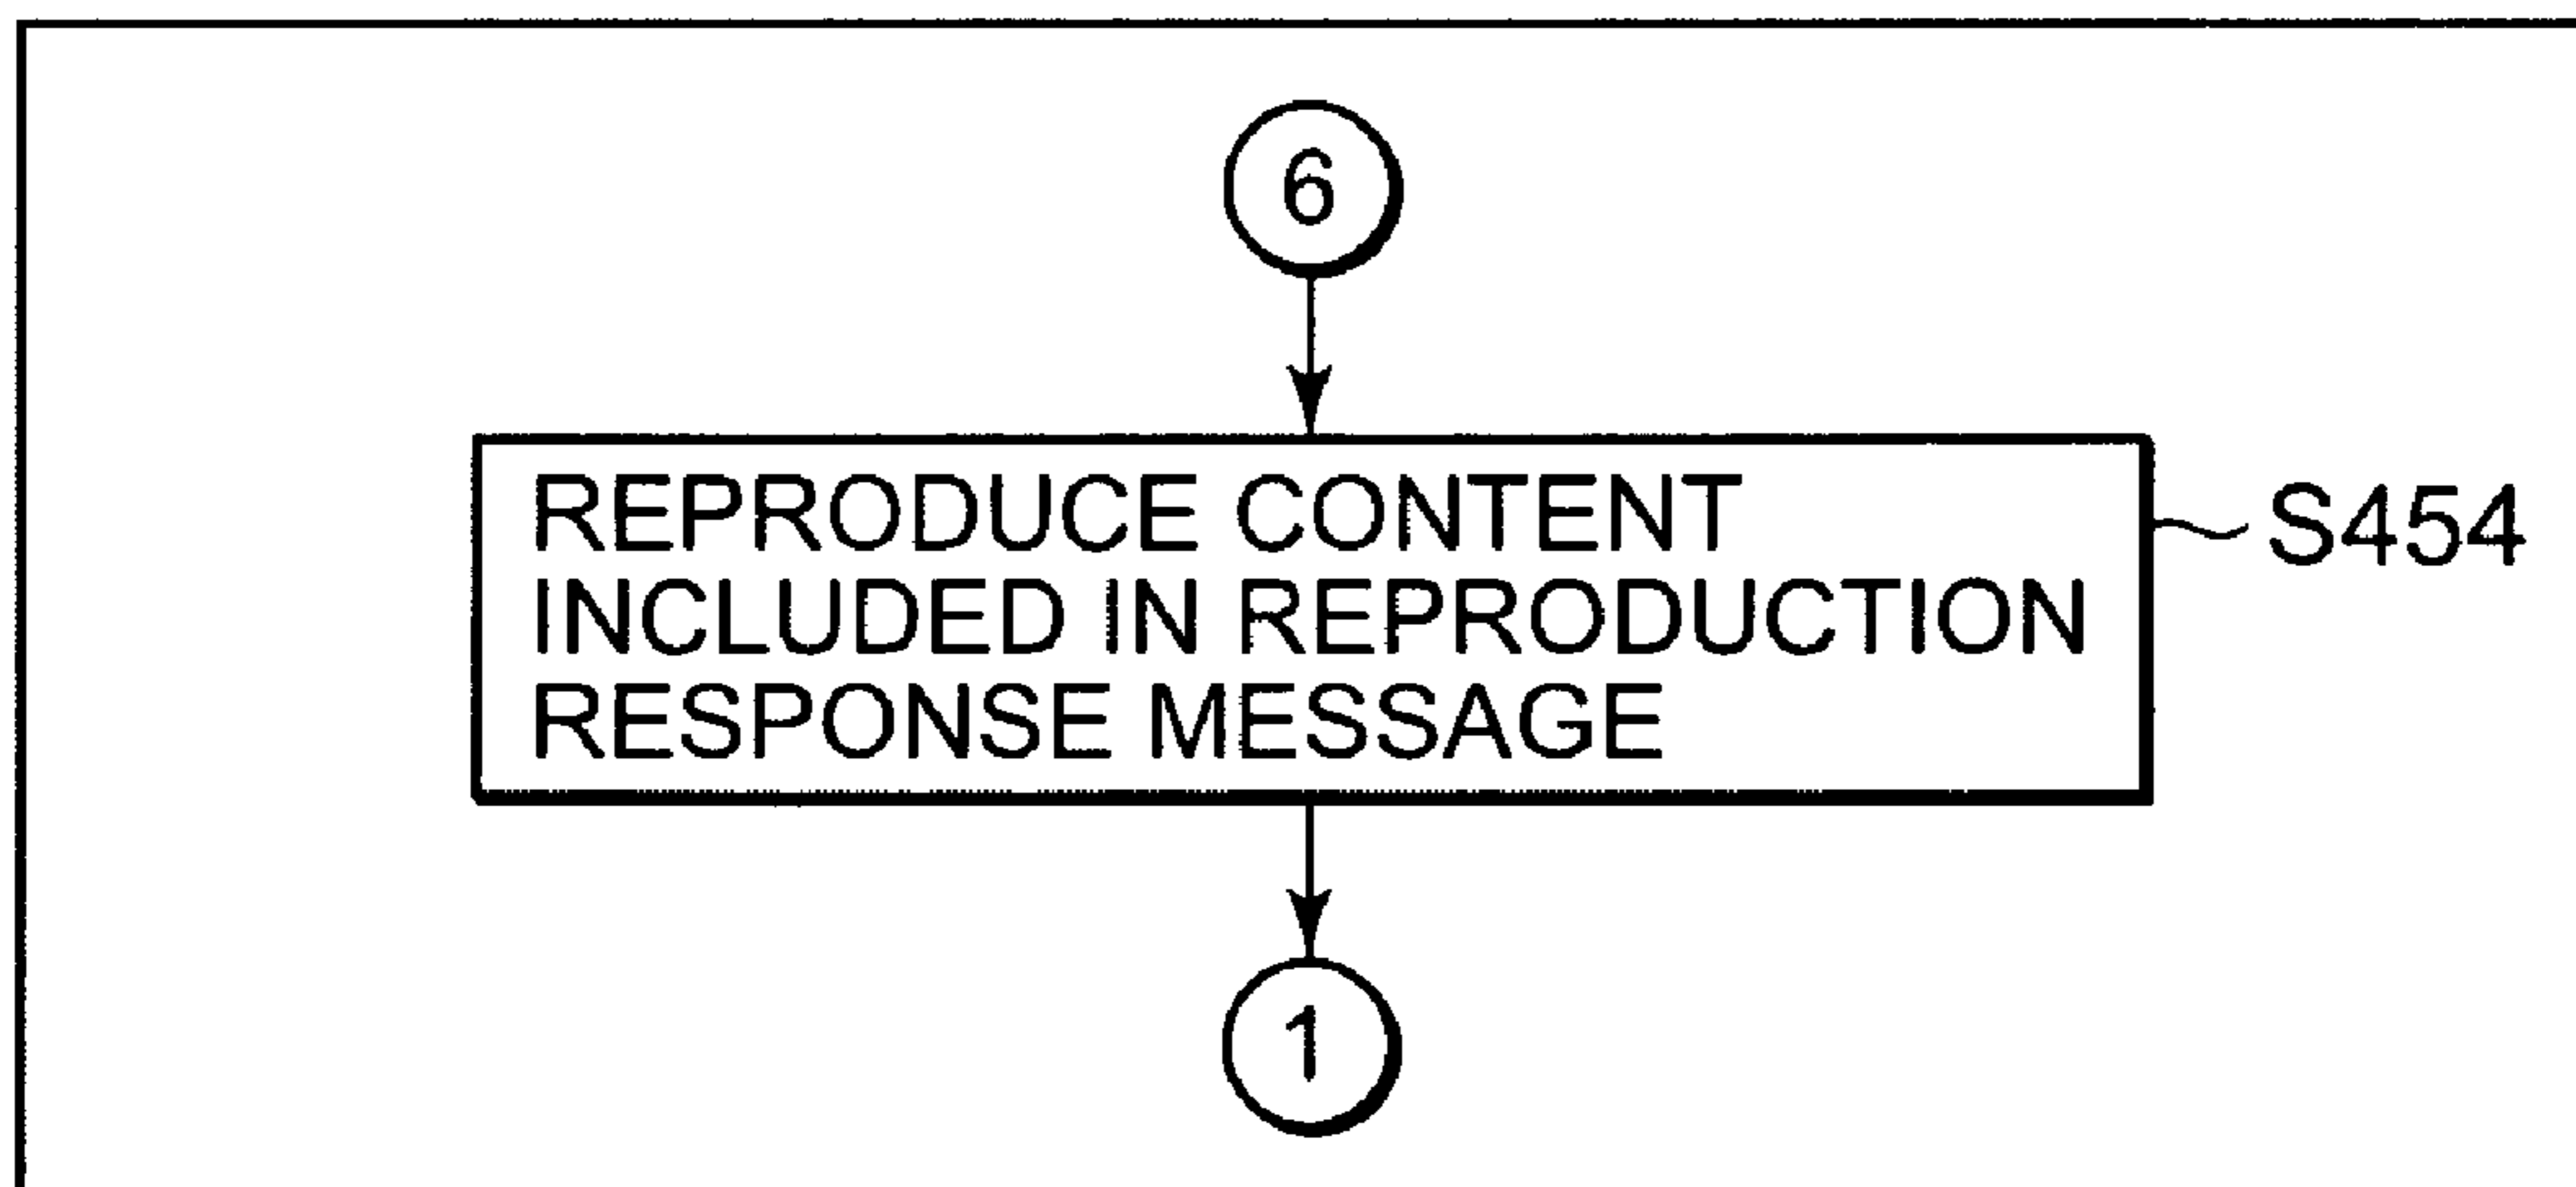 6
REPRODUCE CONTENT
INCLUDED IN REPRODUCTION
RESPONSE MESSAGE
S454
1